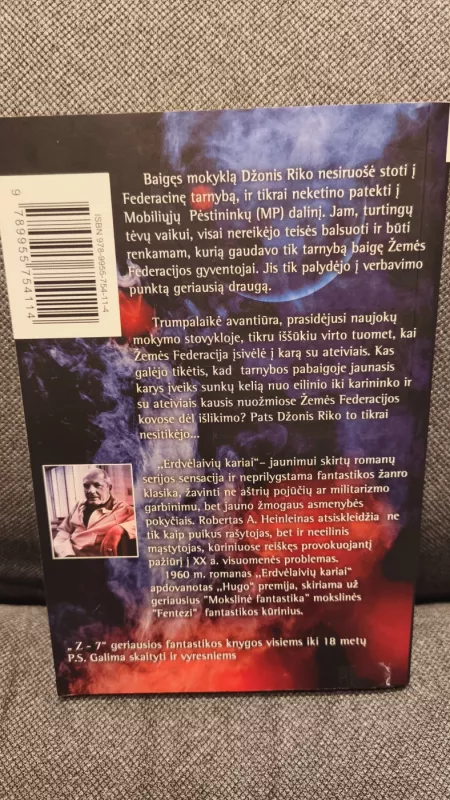 ISBN 978-9955-754-11-4
9 789955 754114
Baigęs mokyklą Džonis Riko nesiruošė stoti į
Federacinę tarnybą, ir tikrai neketino patekti į
Mobiliųjų Pėstininkų (MP) dalinį. Jam, turtingų
tėvų vaikui, visai nereikėjo teisės balsuoti ir būti
renkamam, kurią gaudavo tik tarnybą baigę Žemės
Federacijos gyventojai. Jis tik palydėjo į verbavimo
punktą geriausią draugą.
Trumpalaikė avantiūra, prasidėjusi naujokų
mokymo stovykloje, tikru iššūkiu virto tuomet, kai
Žemės Federacija įsivėlė į karą su ateiviais. Kas
galėjo tikėtis, kad tarnybos pabaigoje jaunasis
karys įveiks sunkų kelią nuo eilinio iki karininko ir
su ateiviais kausis nuožmiose Žemės Federacijos
kovose dėl išlikimo? Pats Džonis Riko to tikrai
nesitikėjo...
„Erdvėlaivių kariai“– jaunimui skirtų romanų
serijos sensacija ir neprilygstama fantastikos žanro
klasika, žavinti ne aštrių pojūčių ar militarizmo
garbinimu, bet jauno žmogaus asmenybės
pokyčiais. Robertas A. Heinleinas atsiskleidžia ne
tik kaip puikus rašytojas, bet ir neeilinis
mąstytojas, kūriniuose reiškęs provokuojantį
pažiūrį į XX a. visuomenės problemas.
1960 m. romanas ,,Erdvėlaivių kariai“
apdovanotas ,,Hugo“ premija, skiriama už
geriausius "Mokslinė fantastika" mokslinės
"Fentezi" fantastikos kūrinius.
„ Z - 7" geriausios fantastikos knygos visiems iki 18 metų
P.S. Galima skaityti ir vyresniems